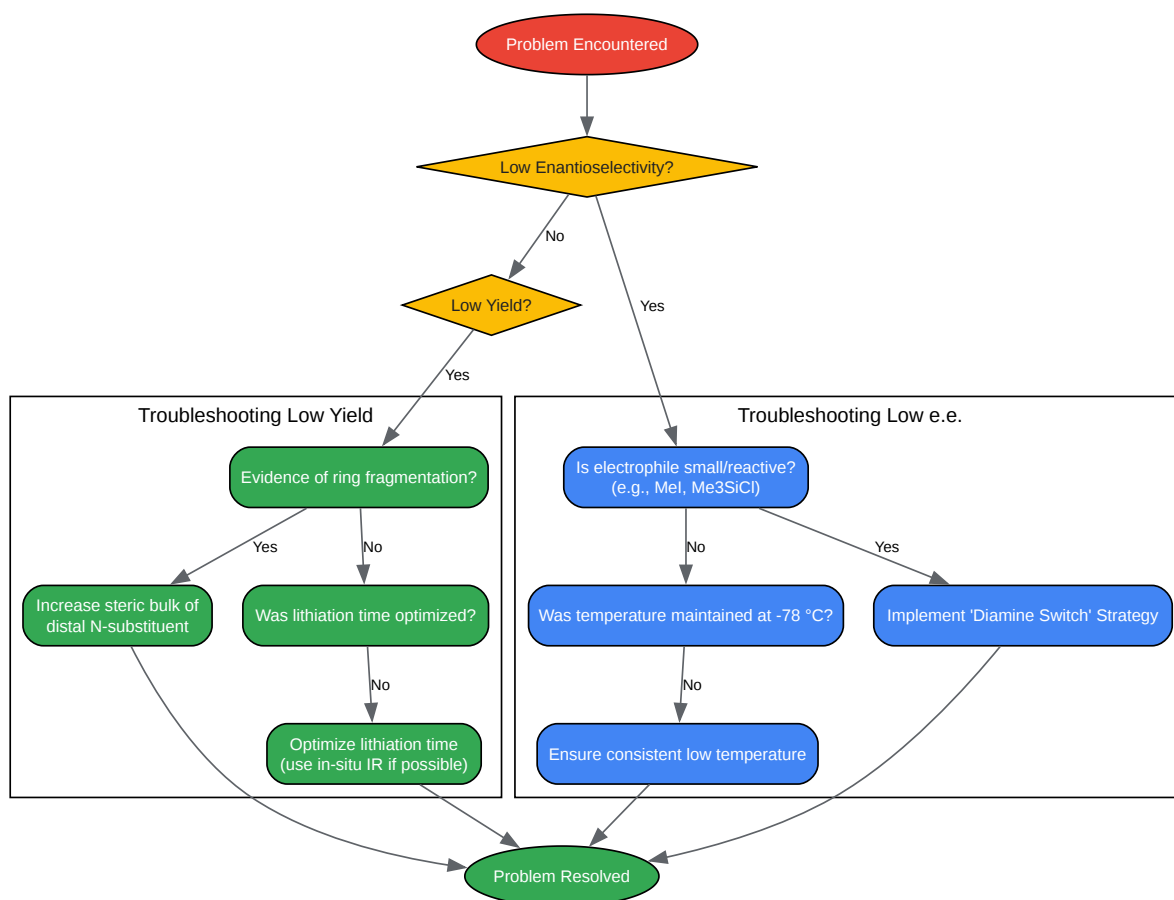 Problem Encountered
Low Enantioselectivity?
No
Yes
Low Yield?
Yes
Troubleshooting Low Yield
Evidence of ring fragmentation?
Yes
No
Increase steric bulk of
distal N-substituent
Was lithiation time optimized?
No
Optimize lithiation time
(use in-situ IR if possible)
Troubleshooting Low e.e.
Is electrophile small/reactive?
(e.g., MeI, Me3SiCl)
No
Yes
Was temperature maintained at -78 °C?
Implement 'Diamine Switch' Strategy
No
Ensure consistent low temperature
Problem Resolved